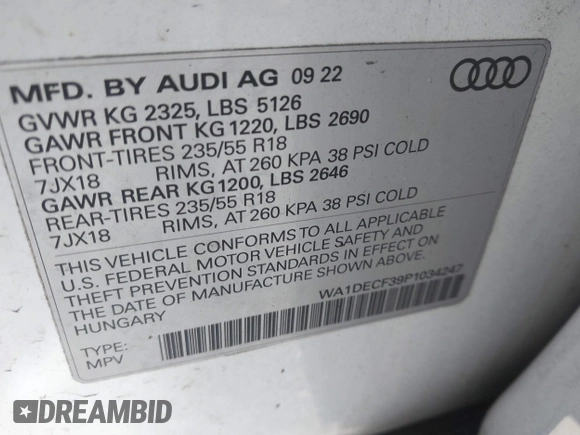 MFD. BY AUDI AG 09 22
GVWR KG 2325, LBS 5126
GAWR FRONT KG 1220, LBS 2690
FRONT-TIRES 235/55 R18
7JX18 RIMS, AT 260 KPA 38 PSI COLD
GAWR REAR KG 1200, LBS 2646
REAR-TIRES 235/55 R18
7JX18 RIMS, AT 260 KPA 38 PSI COLD
THIS VEHICLE CONFORMS TO ALL APPLICABLE
U.S. FEDERAL MOTOR VEHICLE SAFETY AND
THEFT PREVENTION STANDARDS IN EFFECT ON
THE DATE OF MANUFACTURE SHOWN ABOVE
HUNGARY
WA1DECF39P1034247
TYPE:
MPV
DREAMBID